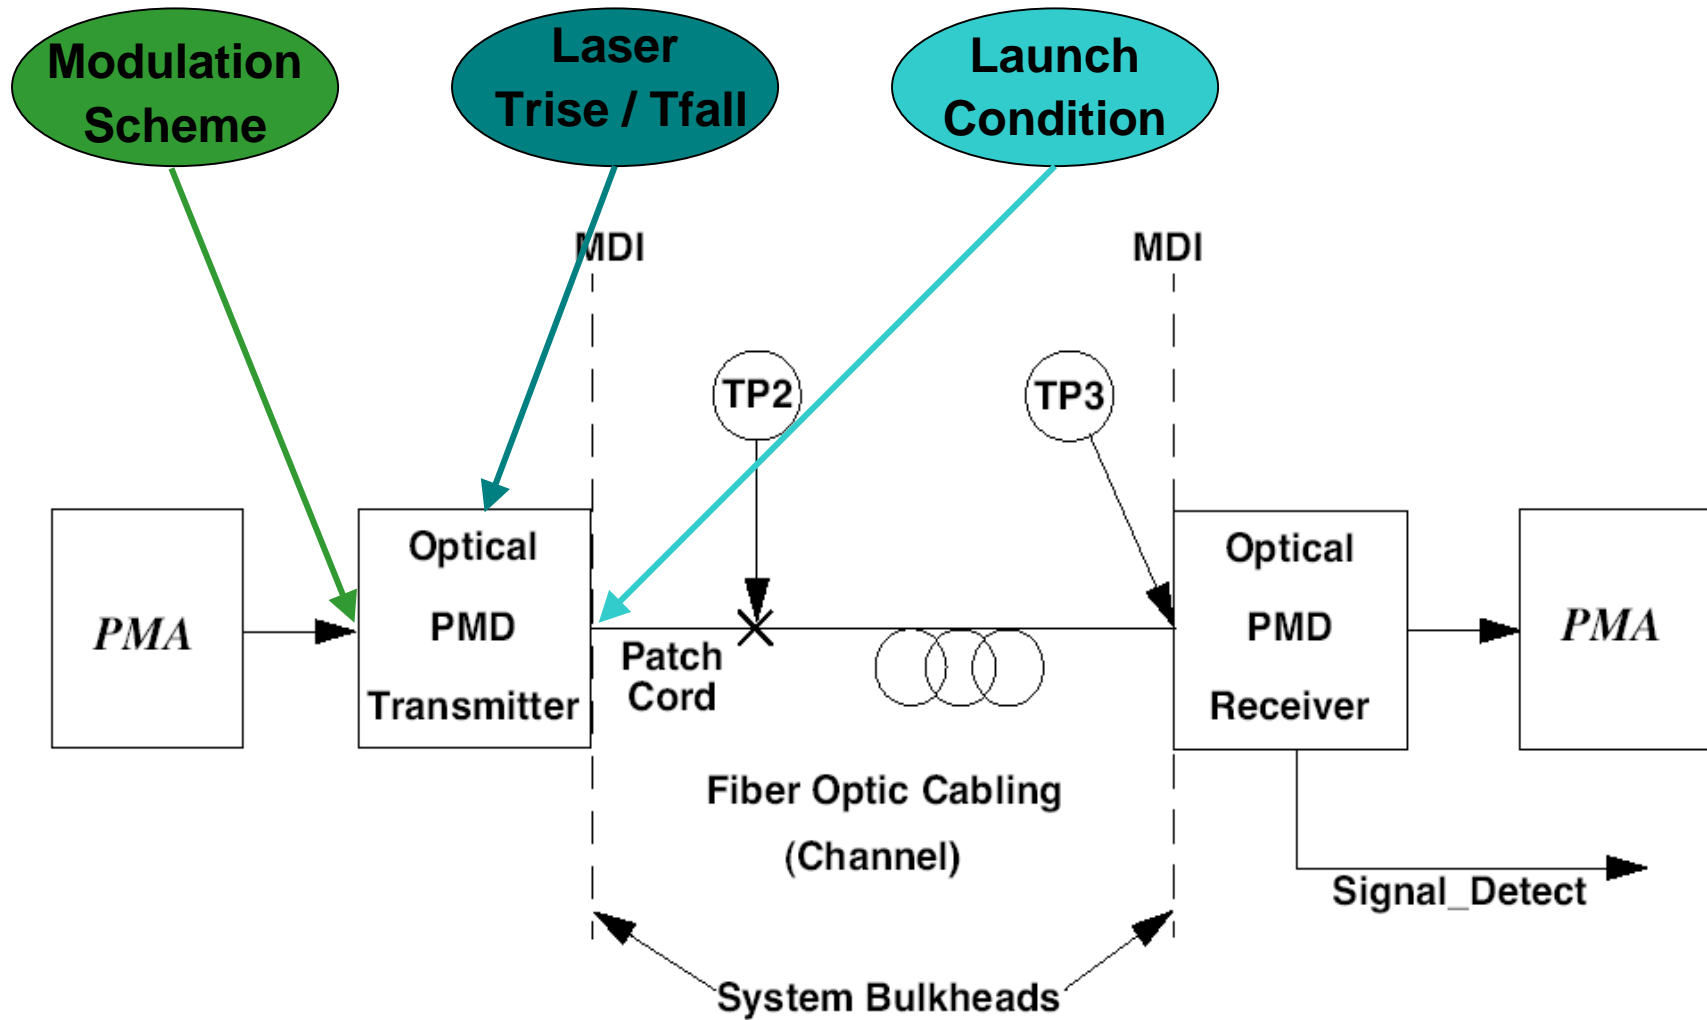 Modulation
Scheme
Laser
Trise / Tfall
Launch
Condition
MDI
MDI
TP2
TP3
PMA
Optical
PMD
Transmitter
Patch
Cord
Optical
PMD
Receiver
PMA
Fiber Optic Cabling
(Channel)
Signal_Detect
System Bulkheads